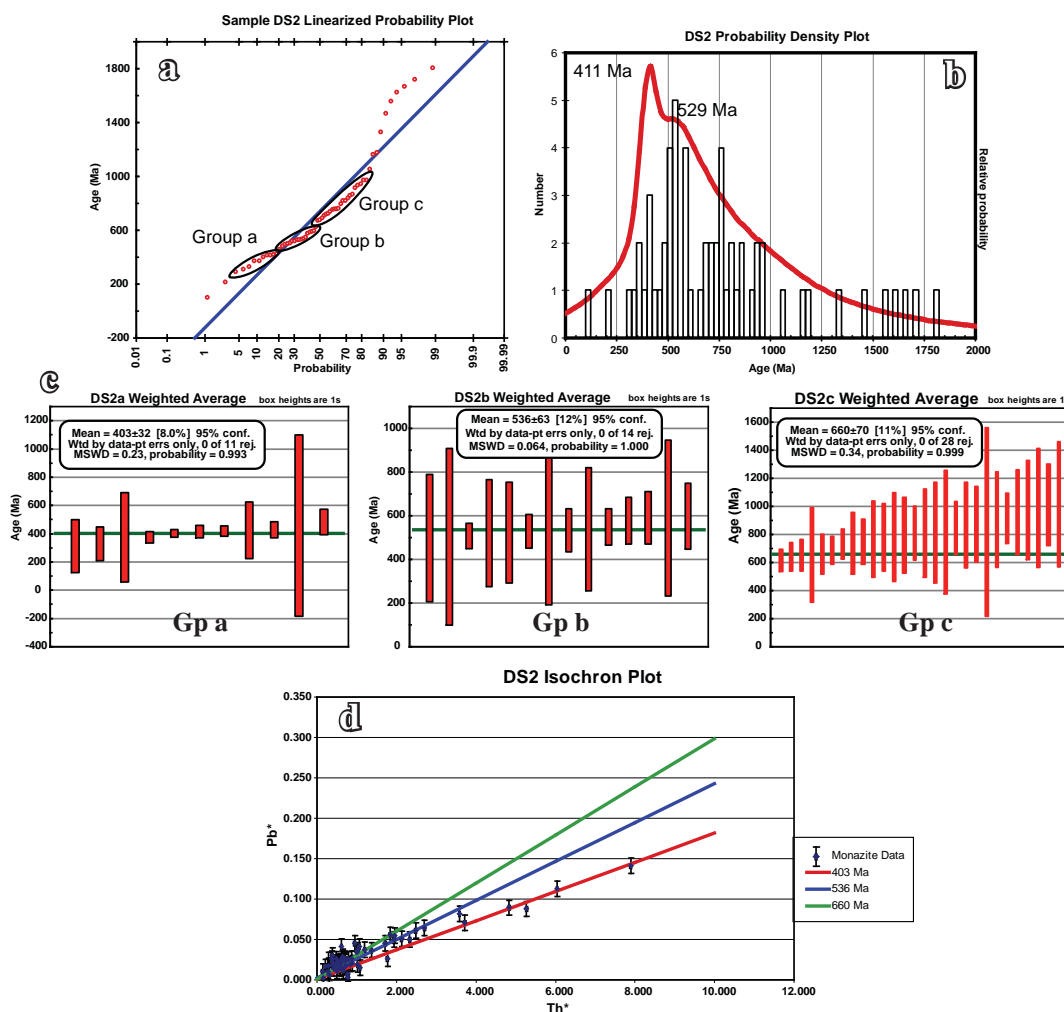 Sample DS2 Linearized Probability Plot
a
Age (Ma)
1800
1400
1000
600
200
-200
Group a
Group b
Group c
0.01
0.1
1
5
10
20
30
50
70
80
90
95
99
99.9
99.99
Probability
DS2 Probability Density Plot
b
411 Ma
529 Ma
Number
6
5
4
3
2
1
0
Relative probability
0 250 500 750 1000 1250 1500 1750 2000
Age (Ma)
c
DS2a Weighted Average box heights are 1s
Mean = 403±32 [8.0%] 95% conf.
Wtd by data-pt errs only, 0 of 11 rej.
MSWD = 0.23, probability = 0.993
Age (Ma)
1200
1000
800
600
400
200
0
-200
-400
Gp a
DS2b Weighted Average box heights are 1s
Mean = 536±63 [12%] 95% conf.
Wtd by data-pt errs only, 0 of 14 rej.
MSWD = 0.064, probability = 1.000
Age (Ma)
1000
800
600
400
200
0
Gp b
DS2c Weighted Average box heights are 1
Mean = 660±70 [11%] 95% conf.
Wtd by data-pt errs only, 0 of 28 rej.
MSWD = 0.34, probability = 0.999
Age (Ma)
1600
1400
1200
1000
800
600
400
200
0
Gp c
DS2 Isochron Plot
d
Pb*
0.350
0.300
0.250
0.200
0.150
0.100
0.050
0.000
0.000 2.000 4.000 6.000 8.000 10.000 12.000
Th*
Monazite Data
403 Ma
536 Ma
660 Ma